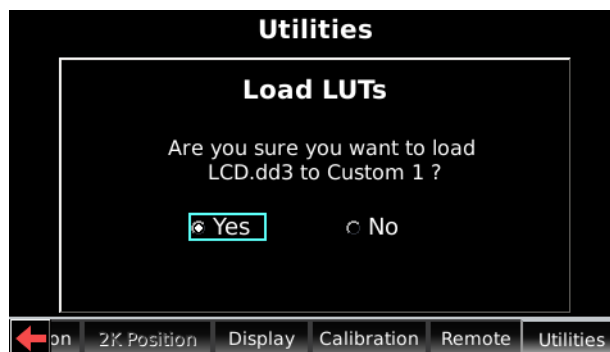 Utilities
Load LUTs
Are you sure you want to load
LCD.dd3 to Custom 1 ?
Yes No
on 2K Position Display Calibration Remote Utilities